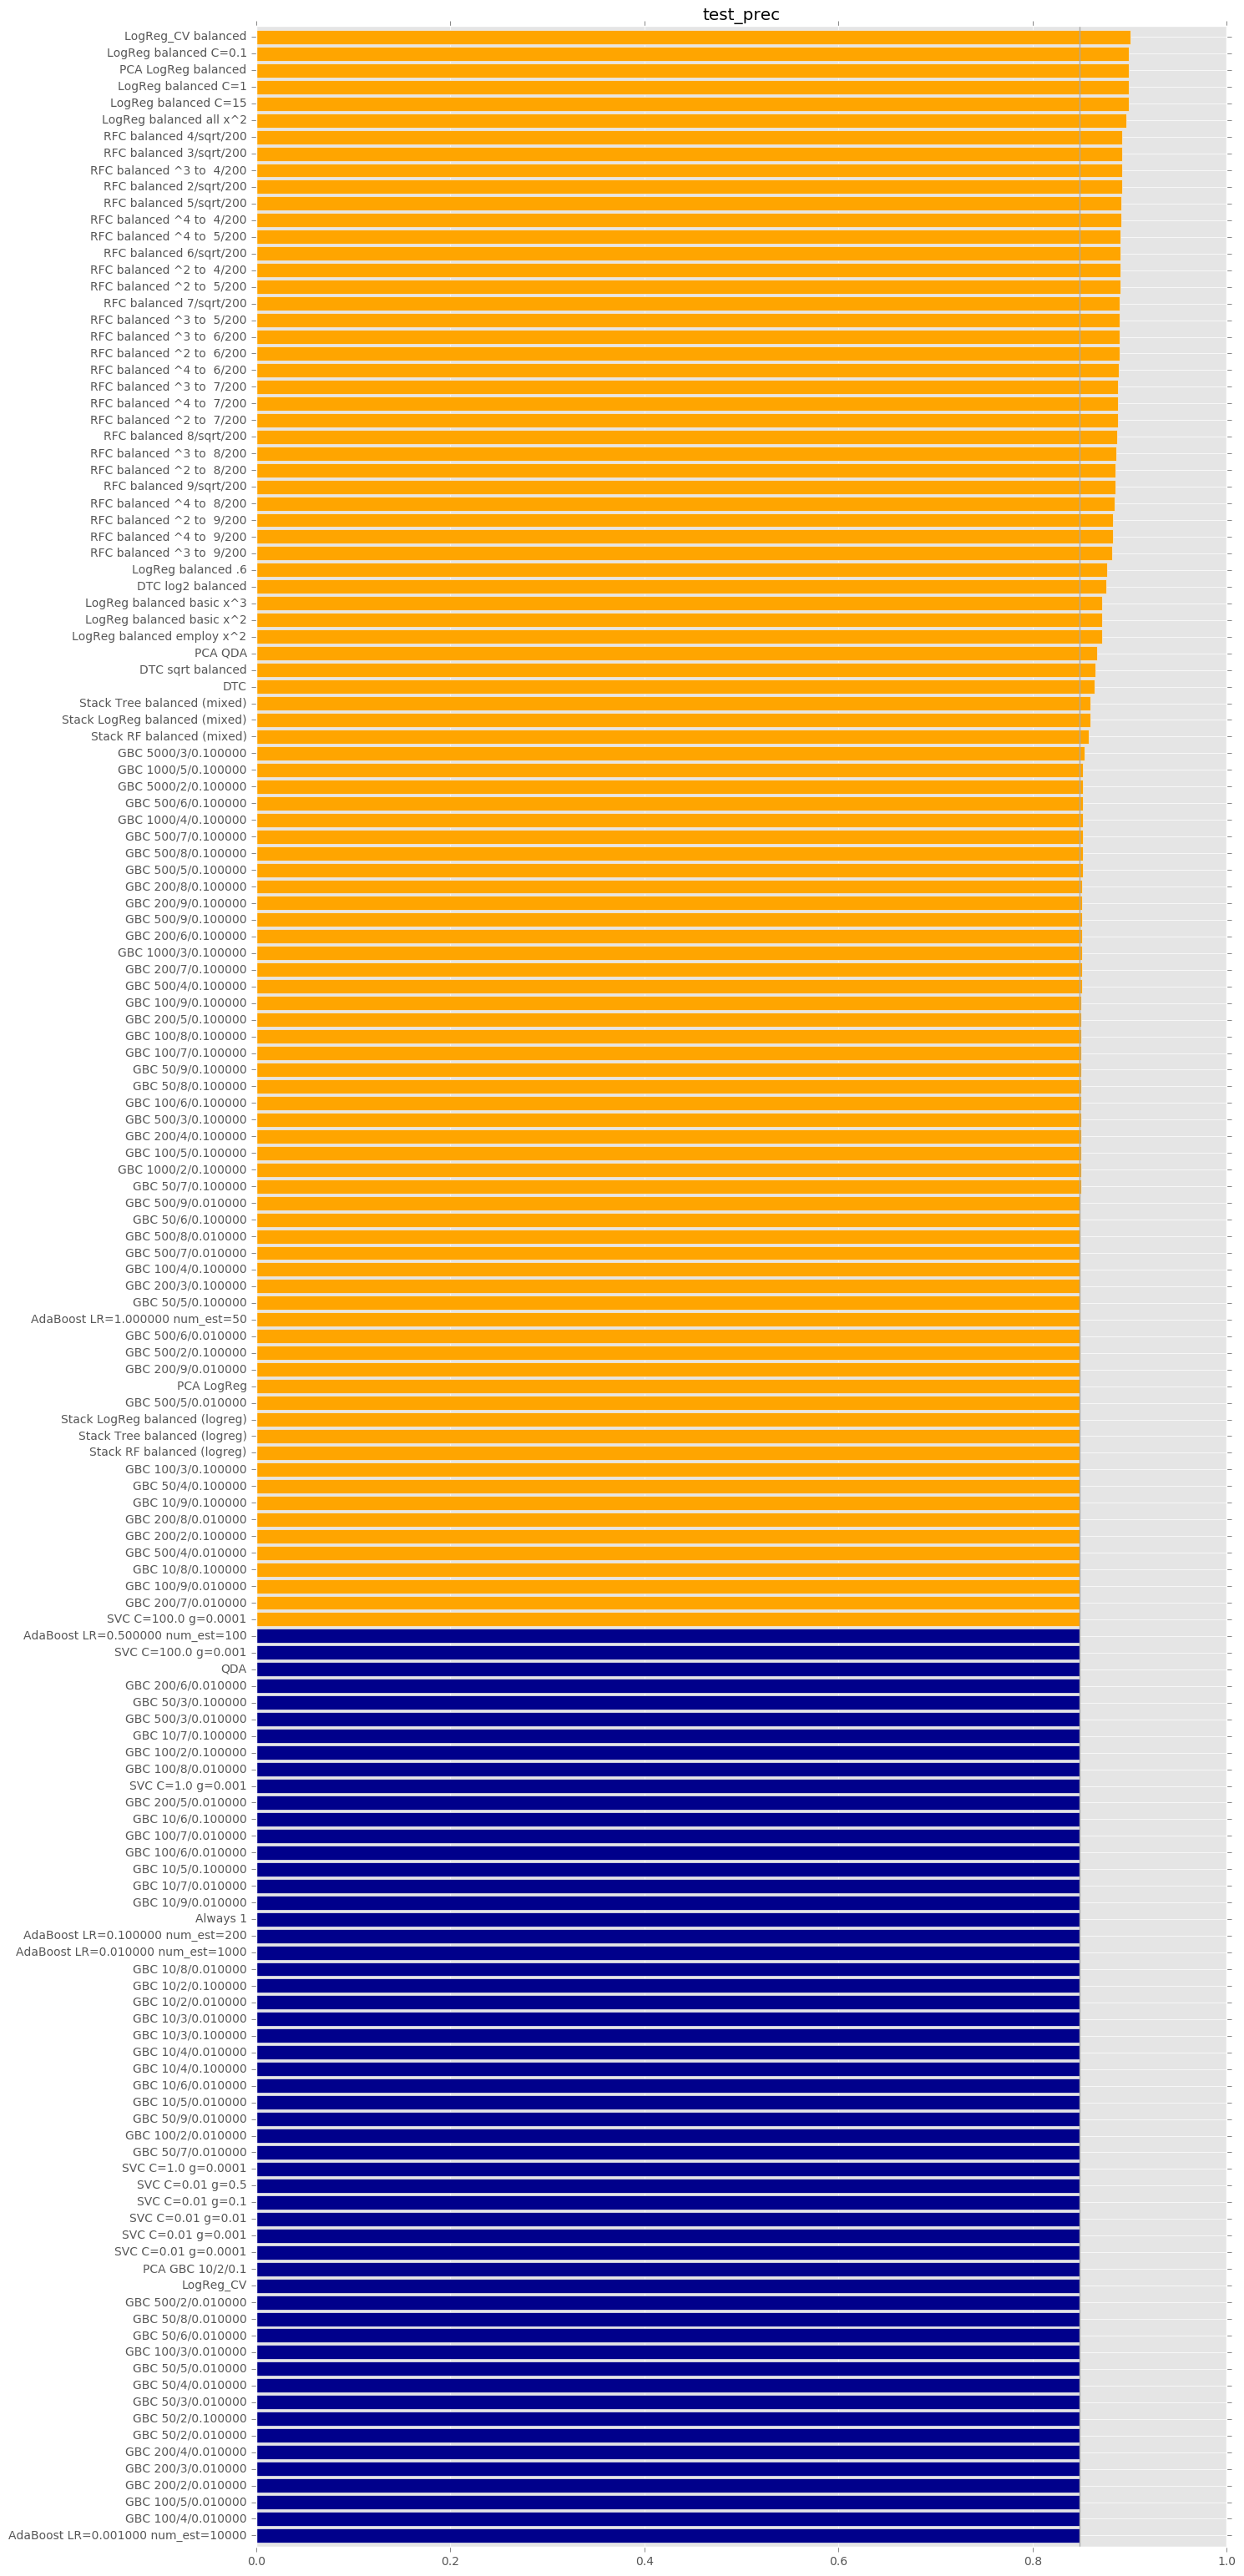 test_prec
LogReg_CV balanced
LogReg balanced C=0.1
PCA LogReg balanced
LogReg balanced C=1
LogReg balanced C=15
LogReg balanced all x^2
RFC balanced 4/sqrt/200
RFC balanced 3/sqrt/200
RFC balanced ^3 to  4/200
RFC balanced 2/sqrt/200
RFC balanced 5/sqrt/200
RFC balanced ^4 to  4/200
RFC balanced ^4 to  5/200
RFC balanced 6/sqrt/200
RFC balanced ^2 to  4/200
RFC balanced ^2 to  5/200
RFC balanced 7/sqrt/200
RFC balanced ^3 to  5/200
RFC balanced ^3 to  6/200
RFC balanced ^2 to  6/200
RFC balanced ^4 to  6/200
RFC balanced ^3 to  7/200
RFC balanced ^4 to  7/200
RFC balanced ^2 to  7/200
RFC balanced 8/sqrt/200
RFC balanced ^3 to  8/200
RFC balanced ^2 to  8/200
RFC balanced 9/sqrt/200
RFC balanced ^4 to  8/200
RFC balanced ^2 to  9/200
RFC balanced ^4 to  9/200
RFC balanced ^3 to  9/200
LogReg balanced .6
DTC log2 balanced
LogReg balanced basic x^3
LogReg balanced basic x^2
LogReg balanced employ x^2
PCA QDA
DTC sqrt balanced
DTC
Stack Tree balanced (mixed)
Stack LogReg balanced (mixed)
Stack RF balanced (mixed)
GBC 5000/3/0.100000
GBC 1000/5/0.100000
GBC 5000/2/0.100000
GBC 500/6/0.100000
GBC 1000/4/0.100000
GBC 500/7/0.100000
GBC 500/8/0.100000
GBC 500/5/0.100000
GBC 200/8/0.100000
GBC 200/9/0.100000
GBC 500/9/0.100000
GBC 200/6/0.100000
GBC 1000/3/0.100000
GBC 200/7/0.100000
GBC 500/4/0.100000
GBC 100/9/0.100000
GBC 200/5/0.100000
GBC 100/8/0.100000
GBC 100/7/0.100000
GBC 50/9/0.100000
GBC 50/8/0.100000
GBC 100/6/0.100000
GBC 500/3/0.100000
GBC 200/4/0.100000
GBC 100/5/0.100000
GBC 1000/2/0.100000
GBC 50/7/0.100000
GBC 500/9/0.010000
GBC 50/6/0.100000
GBC 500/8/0.010000
GBC 500/7/0.010000
GBC 100/4/0.100000
GBC 200/3/0.100000
GBC 50/5/0.100000
AdaBoost LR=1.000000 num_est=50
GBC 500/6/0.010000
GBC 500/2/0.100000
GBC 200/9/0.010000
PCA LogReg
GBC 500/5/0.010000
Stack LogReg balanced (logreg)
Stack Tree balanced (logreg)
Stack RF balanced (logreg)
GBC 100/3/0.100000
GBC 50/4/0.100000
GBC 10/9/0.100000
GBC 200/8/0.010000
GBC 200/2/0.100000
GBC 500/4/0.010000
GBC 10/8/0.100000
GBC 100/9/0.010000
GBC 200/7/0.010000
SVC C=100.0 g=0.0001
AdaBoost LR=0.500000 num_est=100
SVC C=100.0 g=0.001
QDA
GBC 200/6/0.010000
GBC 50/3/0.100000
GBC 500/3/0.010000
GBC 10/7/0.100000
GBC 100/2/0.100000
GBC 100/8/0.010000
SVC C=1.0 g=0.001
GBC 200/5/0.010000
GBC 10/6/0.100000
GBC 100/7/0.010000
GBC 100/6/0.010000
GBC 10/5/0.100000
GBC 10/7/0.010000
GBC 10/9/0.010000
Always 1
AdaBoost LR=0.100000 num_est=200
AdaBoost LR=0.010000 num_est=1000
GBC 10/8/0.010000
GBC 10/2/0.100000
GBC 10/2/0.010000
GBC 10/3/0.010000
GBC 10/3/0.100000
GBC 10/4/0.010000
GBC 10/4/0.100000
GBC 10/6/0.010000
GBC 10/5/0.010000
GBC 50/9/0.010000
GBC 100/2/0.010000
GBC 50/7/0.010000
SVC C=1.0 g=0.0001
SVC C=0.01 g=0.5
SVC C=0.01 g=0.1
SVC C=0.01 g=0.01
SVC C=0.01 g=0.001
SVC C=0.01 g=0.0001
PCA GBC 10/2/0.1
LogReg_CV
GBC 500/2/0.010000
GBC 50/8/0.010000
GBC 50/6/0.010000
GBC 100/3/0.010000
GBC 50/5/0.010000
GBC 50/4/0.010000
GBC 50/3/0.010000
GBC 50/2/0.100000
GBC 50/2/0.010000
GBC 200/4/0.010000
GBC 200/3/0.010000
GBC 200/2/0.010000
GBC 100/5/0.010000
GBC 100/4/0.010000
AdaBoost LR=0.001000 num_est=10000
0.0 0.2 0.4 0.6 0.8 1.0